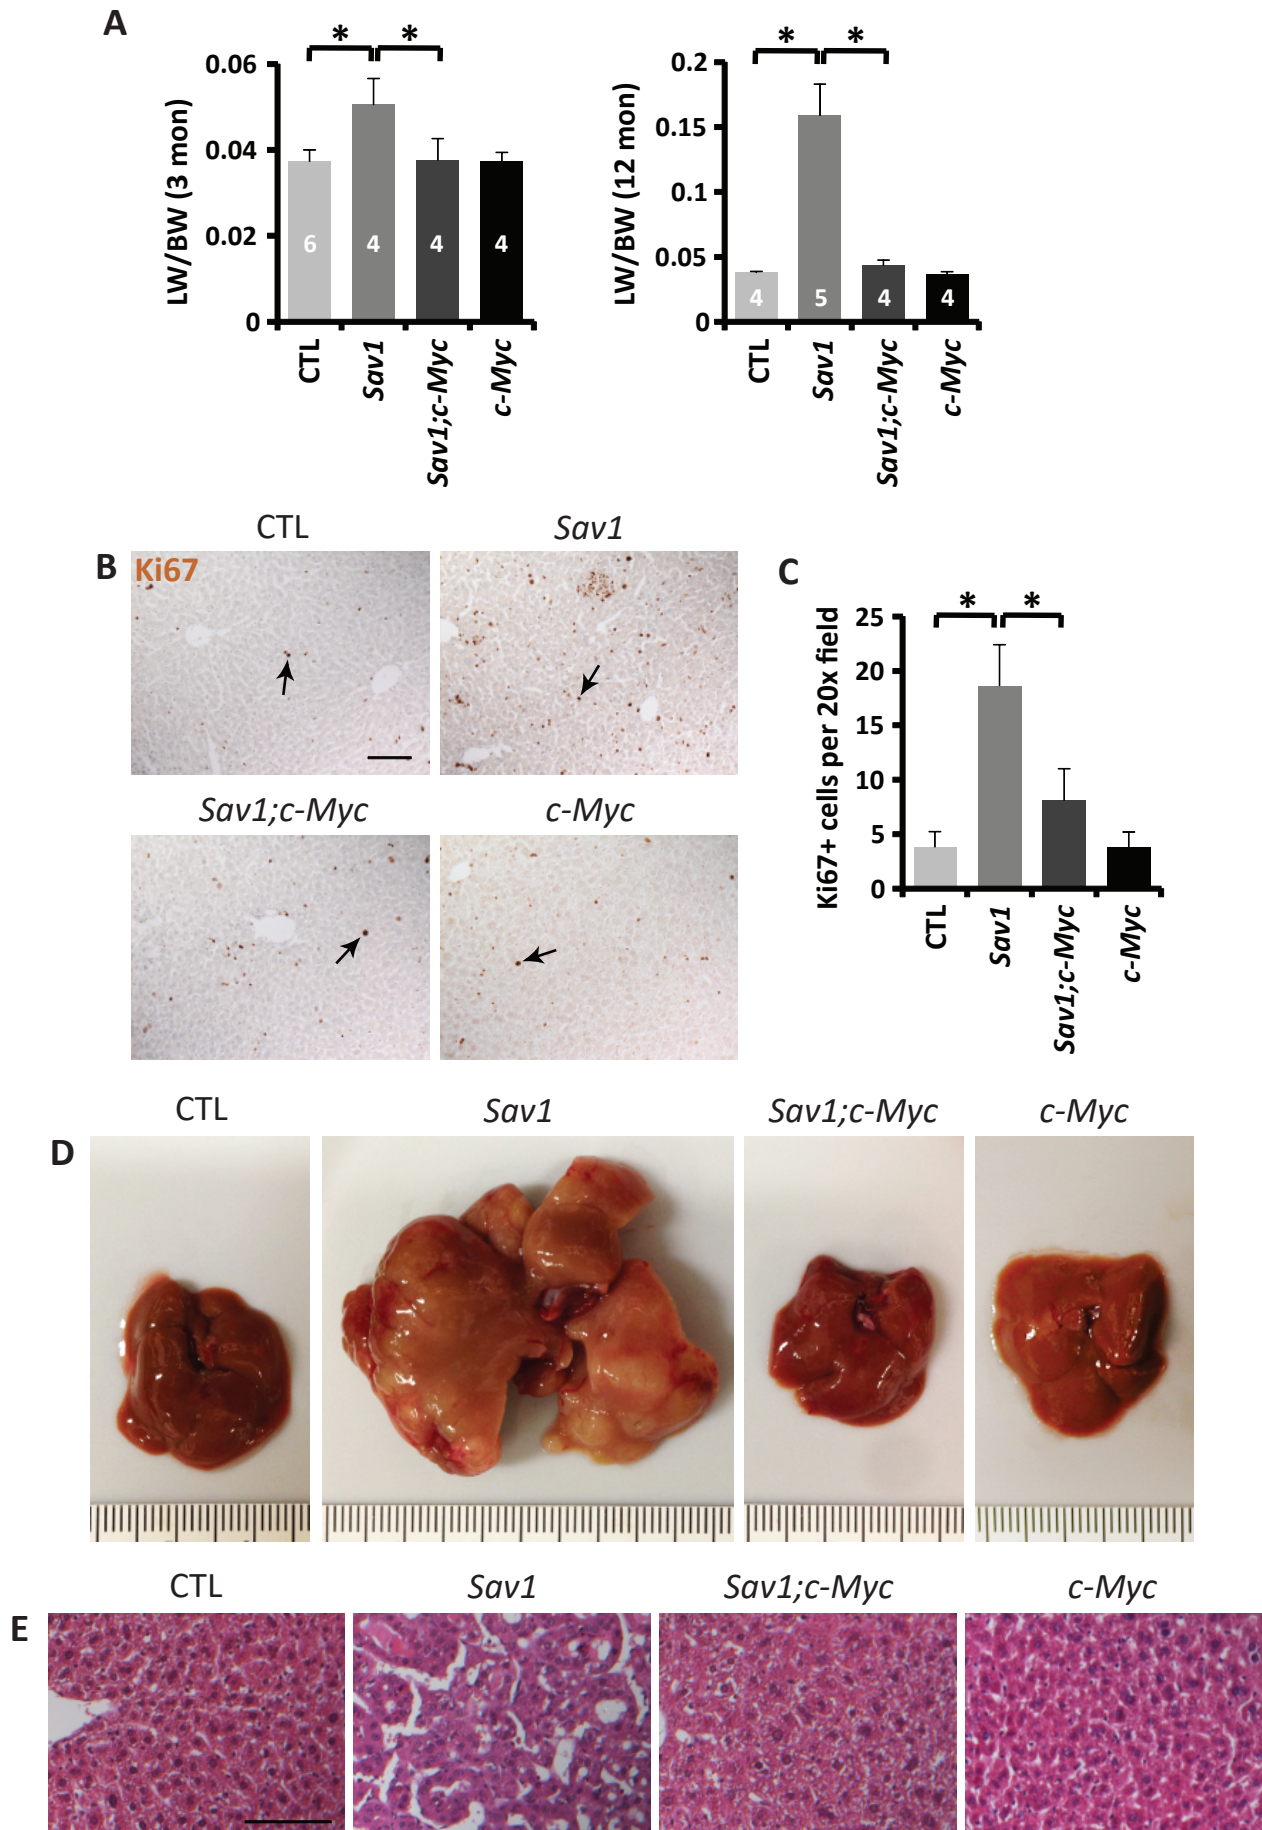 A
* *
0.06
0.04
0.02
0
LW/BW (3 mon)
6 4 4 4
CTL
Sav1
Sav1;c-Myc
c-Myc
* *
0.2
0.15
0.1
0.05
0
LW/BW (12 mon)
4 5 4 4
CTL
Sav1
Sav1;c-Myc
c-Myc
B
CTL Sav1
Ki67
Sav1;c-Myc c-Myc
C
* *
25
20
15
10
5
0
Ki67+ cells per 20x field
CTL
Sav1
Sav1;c-Myc
c-Myc
D
CTL Sav1 Sav1;c-Myc c-Myc
E
CTL Sav1 Sav1;c-Myc c-Myc